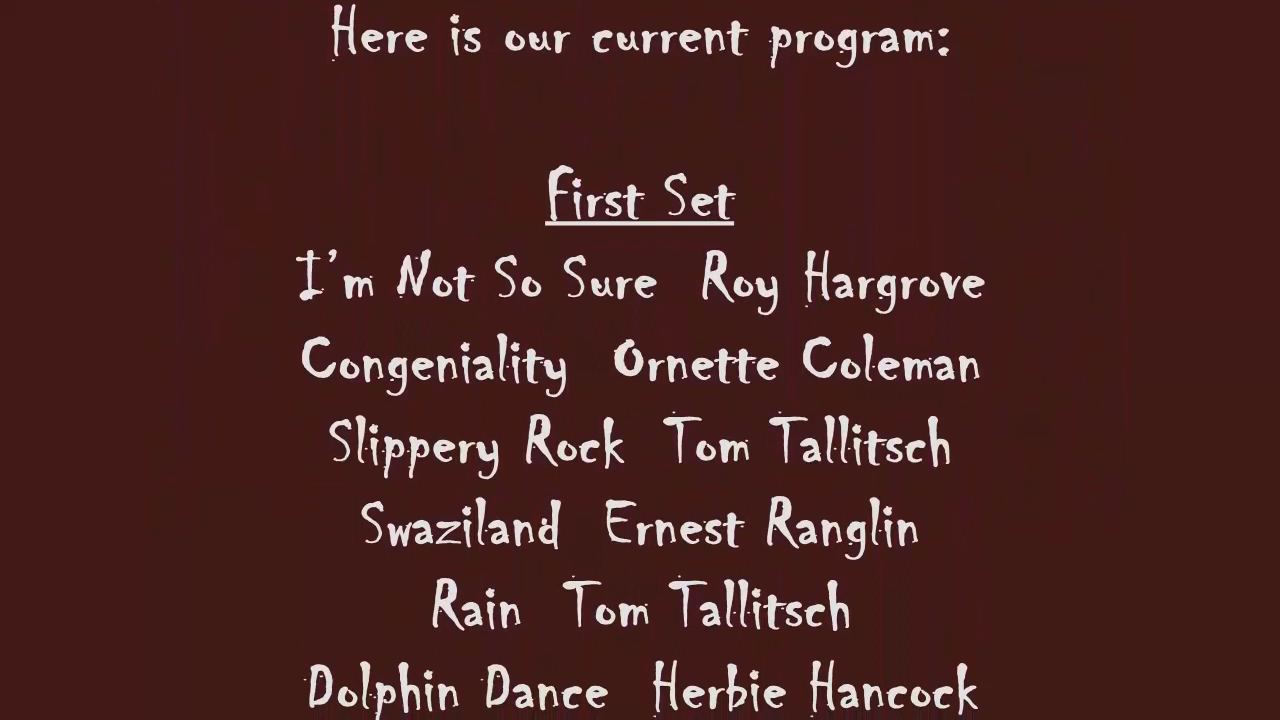 Here is our current program:
First Set
I'm Not So Sure Roy Hargrove
Congeniality Ornette Coleman
Slippery Rock Tom Tallitsch
Swaziland Ernest Ranglin
Rain Tom Tallitsch
Dolphin Dance Herbie Hancock